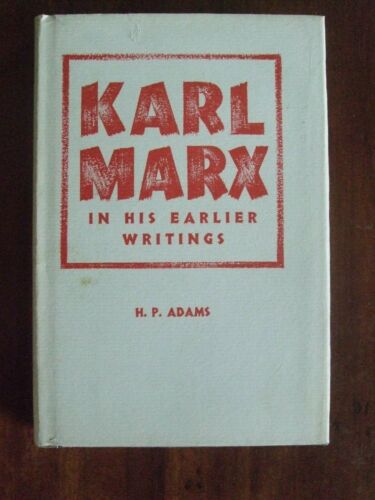 KARL
MARX
IN HIS EARLIER
WRITINGS
H. P. ADAMS